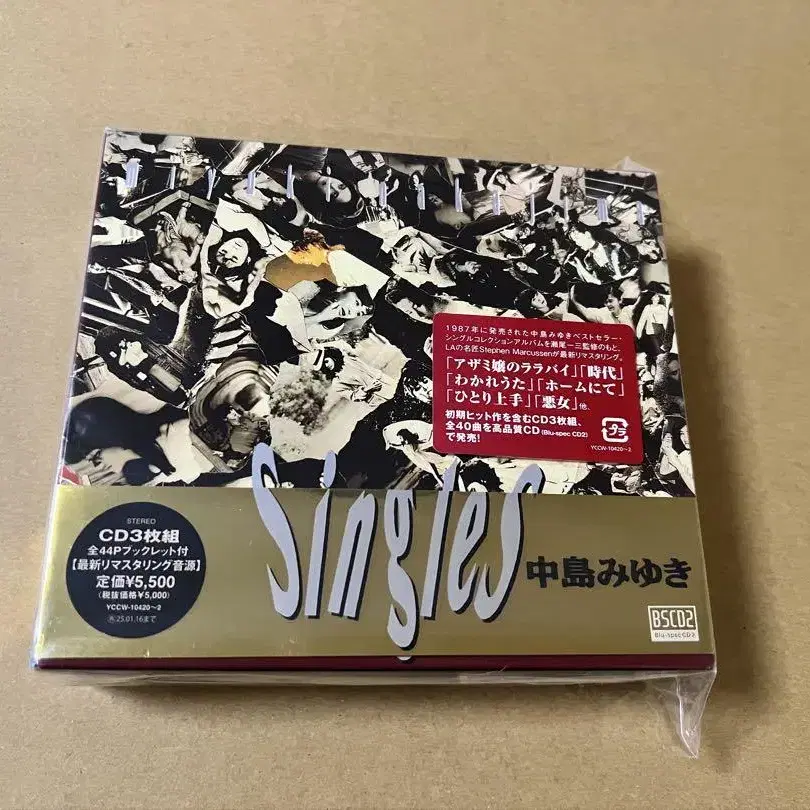 miyuki nakajima
1987年に発売された中島みゆきベストセラー・
シングルコレクションアルバムを瀬尾一三監修のもと、
LAの名匠Stephen Marcussenが最新リマスタリング。
「アザミ嬢のララバイ」「時代」
「わかれうた」「ホームにて」
「ひとり上手」「悪女」他、
初期ヒット作を含むCD3枚組、
全40曲を高品質CD(Blu-spec CD2)
で発売!
プラ
YCCW-10420〜2
Singles
中島みゆき
STEREO
CD3枚組
全44Pブックレット付
【最新リマスタリング音源】
定価¥5,500
(税抜価格¥5,000)
YCCW-10420〜2
Ⓡ25.01.16まで
BSCD2
Blu-spec CD2